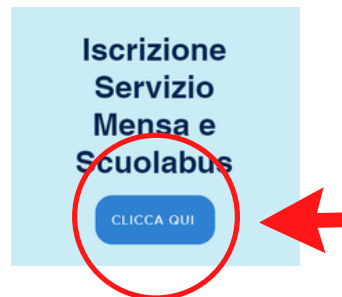 Iscrizione
Servizio
Mensa e
Scuolabus
CLICCA QUI